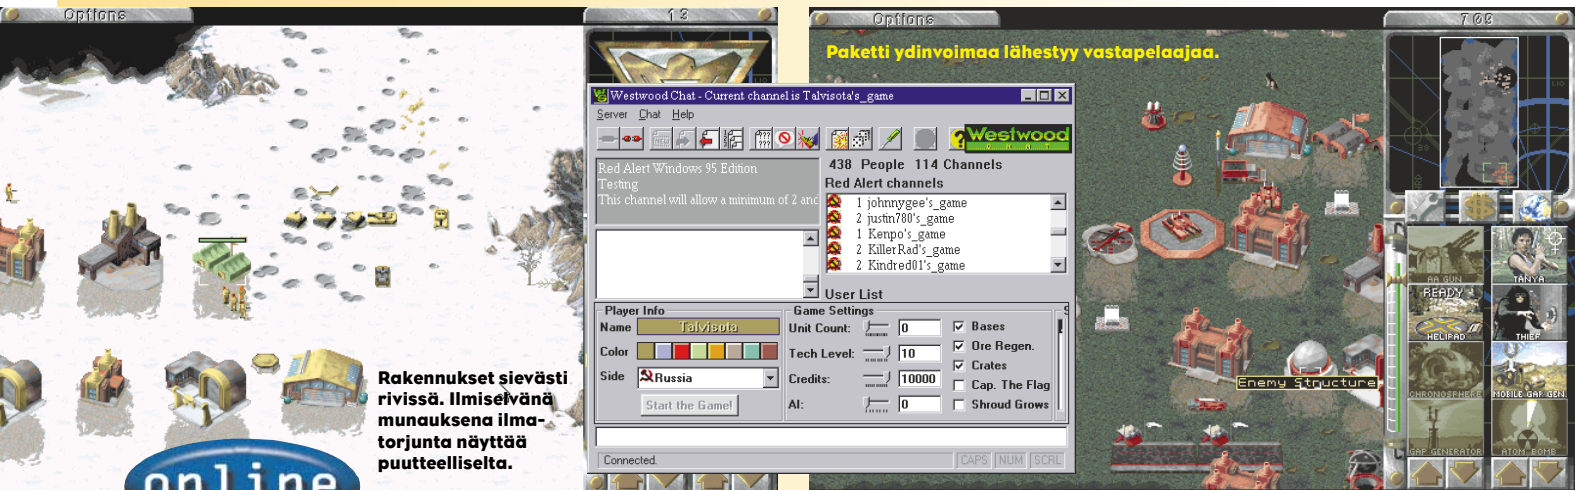 Options
13
Rakennukset sievästi
rivissä. Ilmiselvänä
munauksena ilma-
torjunta näyttää
puutteelliselta.
online
Westwood Chat - Current channel is Talvisota's_game
Server Chat Help
Westwood
CHAT
Red Alert Windows 95 Edition
Testing
This channel will allow a minimum of 2 and
438 People 114 Channels
Red Alert channels
1 johnnygee's_game
2 justin780's_game
1 Kenpo's_game
2 KillerRad's_game
2 Kindred01's_game
User List
Player Info
Name Talvisota
Color
Side Russia
Start the Game!
Game Settings
Unit Count: 0
Tech Level: 10
Credits: 10000
AI: 0
Bases
Ore Regen.
Crates
Cap. The Flag
Shroud Grows
Connected.
CAPS NUM SCRL
Options
709
Paketti ydinvoimaa lähestyy vastapelaajaa.
Enemy Structure
AA GUN
TANYA
READY
HELIPAD
THIEF
CHRONOSPHERE
MOBILE GAP GEN.
GAP GENERATOR
ATOM BOMB